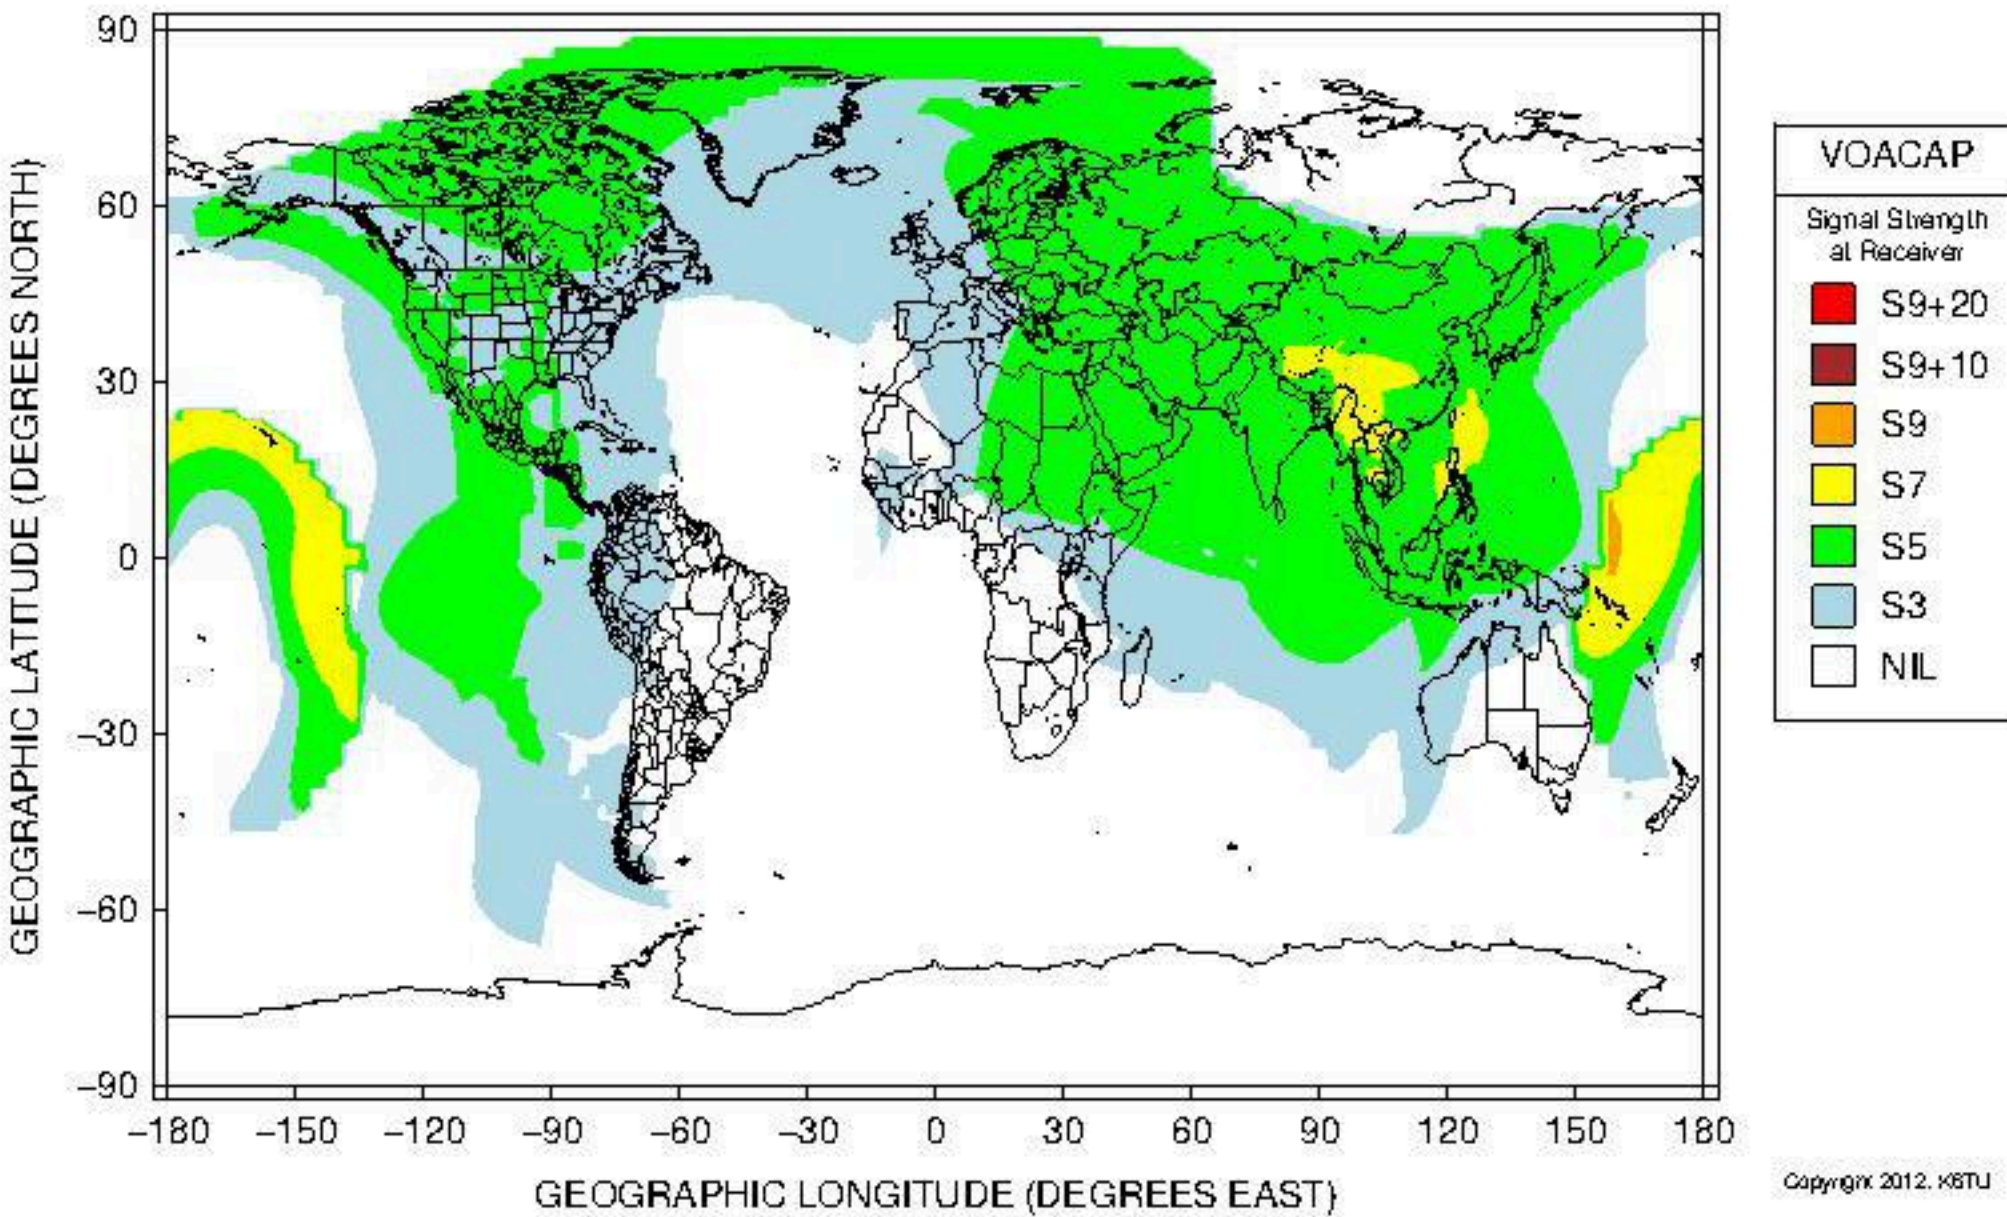 GEOGRAPHIC LATITUDE (DEGREES NORTH)
90
60
30
0
−30
−60
−90
−180 −150 −120 −90 −60 −30 0 30 60 90 120 150 180
GEOGRAPHIC LONGITUDE (DEGREES EAST)
VOACAP
Signal Strength
at Receiver
S9+20
S9+10
S9
S7
S5
S3
NIL
Copyright 2012, K6TU